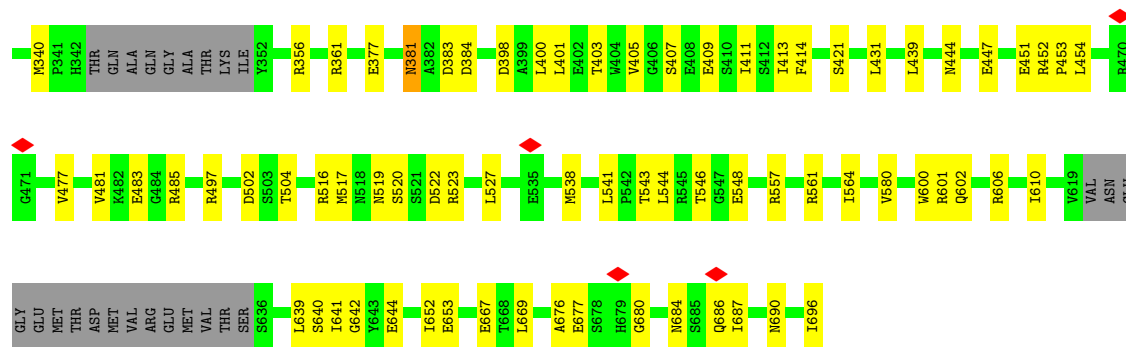 M340 P341 H342 THR GLN ALA GLN GLY ALA THR LYS ILE Y352 R356 R361 E377 N381 A382 D383 D384 D398 A399 L400 L401 E402 T403 W404 V405 G406 S407 E408 E409 S410 I411 S412 I413 F414 S421 L431 L439 N444 E447 E451 R452 P453 L454 R470
G471 V477 V481 K482 E483 G484 R485 R497 D502 S503 T504 R516 M517 N518 N519 S520 S521 D522 R523 L527 E535 M538 L541 P542 T543 L544 R545 T546 G547 E548 R557 R561 I564 V580 W600 R601 Q602 R606 I610 V619 VAL ASN
GLY GLU MET THR ASP MET VAL ARG GLU MET VAL THR SER S636 L639 S640 I641 G642 Y643 E644 I652 E653 E667 T668 L669 A676 E677 S678 H679 G680 N684 S685 Q686 I687 N690 I696